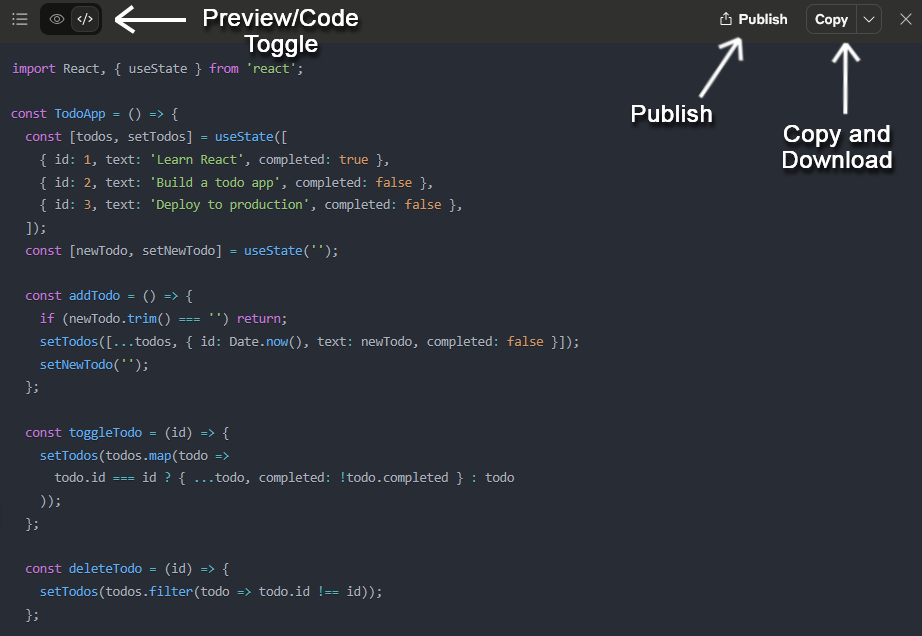 </> Preview/Code Toggle Publish Copy
Publish
Copy and
Download
import React, { useState } from 'react';
const TodoApp = () => {
const [todos, setTodos] = useState([
{ id: 1, text: 'Learn React', completed: true },
{ id: 2, text: 'Build a todo app', completed: false },
{ id: 3, text: 'Deploy to production', completed: false },
]);
const [newTodo, setNewTodo] = useState('');
const addTodo = () => {
if (newTodo.trim() === '') return;
setTodos([...todos, { id: Date.now(), text: newTodo, completed: false }]);
setNewTodo('');
};
const toggleTodo = (id) => {
setTodos(todos.map(todo =>
todo.id === id ? { ...todo, completed: !todo.completed } : todo
));
};
const deleteTodo = (id) => {
setTodos(todos.filter(todo => todo.id !== id));
};